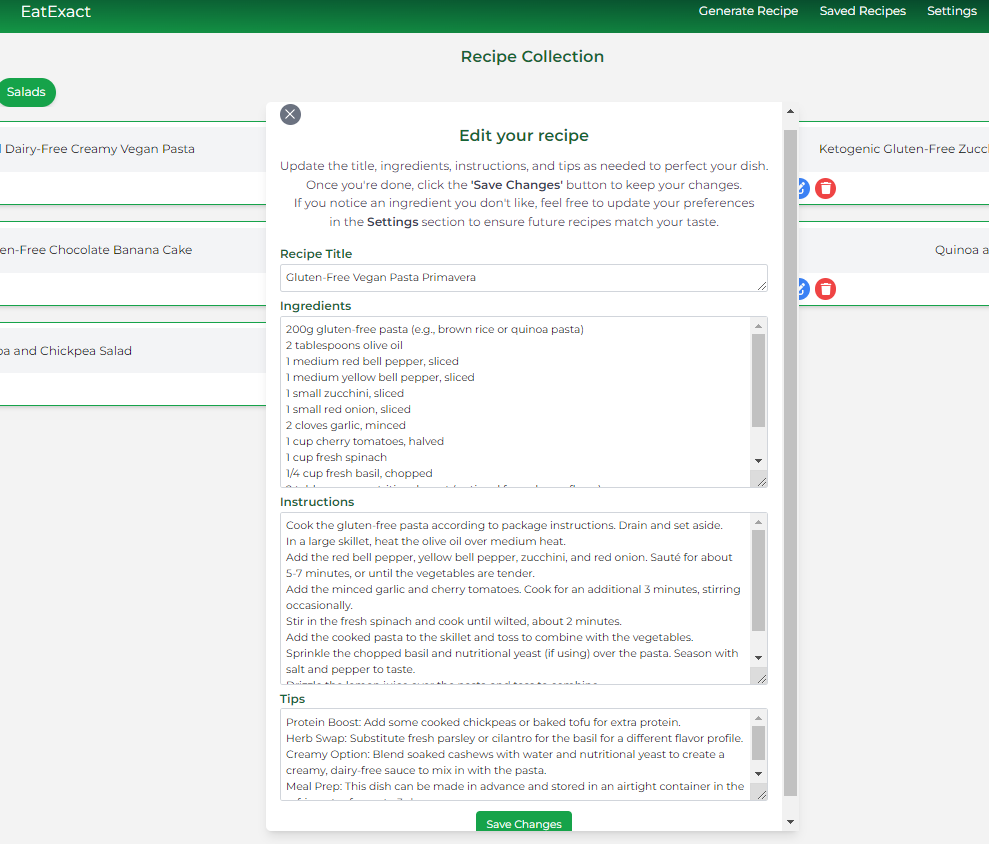 EatExact
Generate Recipe Saved Recipes Settings
Recipe Collection
Salads
Dairy-Free Creamy Vegan Pasta
Ketogenic Gluten-Free Zucc
en-Free Chocolate Banana Cake
Quinoa a
oa and Chickpea Salad
Edit your recipe
Update the title, ingredients, instructions, and tips as needed to perfect your dish.
Once you're done, click the 'Save Changes' button to keep your changes.
If you notice an ingredient you don't like, feel free to update your preferences
in the Settings section to ensure future recipes match your taste.
Recipe Title
Gluten-Free Vegan Pasta Primavera
Ingredients
200g gluten-free pasta (e.g., brown rice or quinoa pasta)
2 tablespoons olive oil
1 medium red bell pepper, sliced
1 medium yellow bell pepper, sliced
1 small zucchini, sliced
1 small red onion, sliced
2 cloves garlic, minced
1 cup cherry tomatoes, halved
1 cup fresh spinach
1/4 cup fresh basil, chopped
Instructions
Cook the gluten-free pasta according to package instructions. Drain and set aside.
In a large skillet, heat the olive oil over medium heat.
Add the red bell pepper, yellow bell pepper, zucchini, and red onion. Sauté for about
5-7 minutes, or until the vegetables are tender.
Add the minced garlic and cherry tomatoes. Cook for an additional 3 minutes, stirring
occasionally.
Stir in the fresh spinach and cook until wilted, about 2 minutes.
Add the cooked pasta to the skillet and toss to combine with the vegetables.
Sprinkle the chopped basil and nutritional yeast (if using) over the pasta. Season with
salt and pepper to taste.
Drizzle the lemon juice over the pasta and toss to combine
Tips
Protein Boost: Add some cooked chickpeas or baked tofu for extra protein.
Herb Swap: Substitute fresh parsley or cilantro for the basil for a different flavor profile.
Creamy Option: Blend soaked cashews with water and nutritional yeast to create a
creamy, dairy-free sauce to mix in with the pasta.
Meal Prep: This dish can be made in advance and stored in an airtight container in the
Save Changes